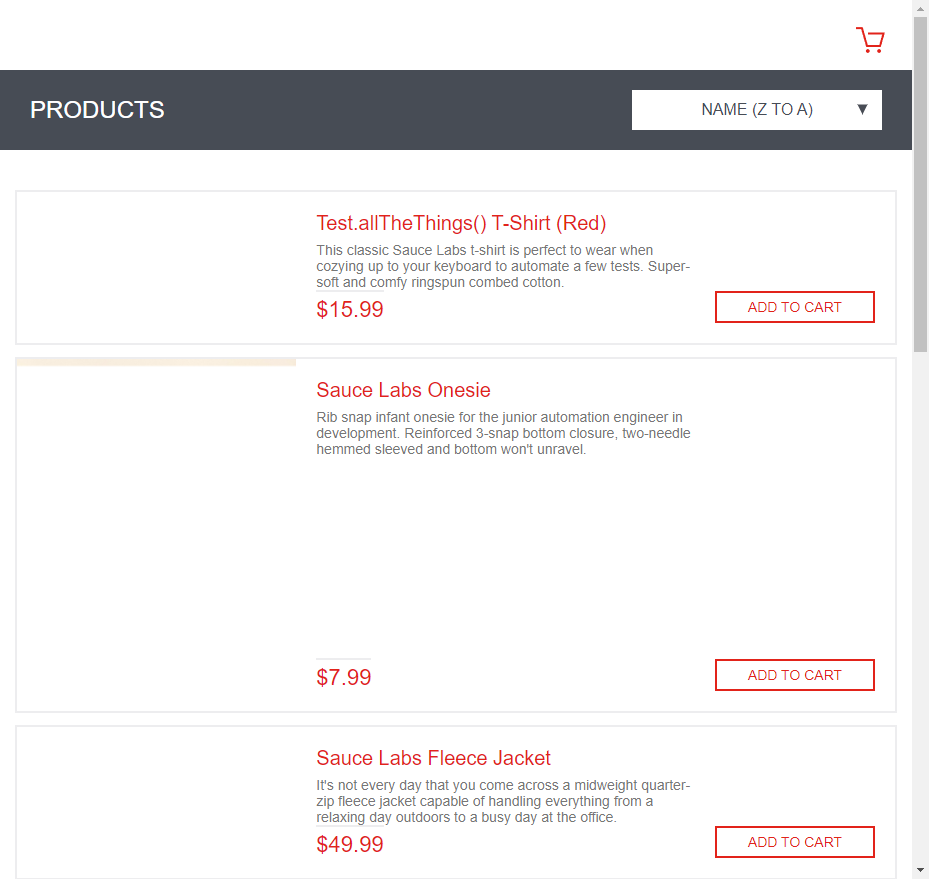 PRODUCTS
NAME (Z TO A)
Test.allTheThings() T-Shirt (Red)
This classic Sauce Labs t-shirt is perfect to wear when
cozying up to your keyboard to automate a few tests. Super-
soft and comfy ringspun combed cotton.
$15.99
ADD TO CART
Sauce Labs Onesie
Rib snap infant onesie for the junior automation engineer in
development. Reinforced 3-snap bottom closure, two-needle
hemmed sleeved and bottom won't unravel.
$7.99
ADD TO CART
Sauce Labs Fleece Jacket
It's not every day that you come across a midweight quarter-
zip fleece jacket capable of handling everything from a
relaxing day outdoors to a busy day at the office.
$49.99
ADD TO CART